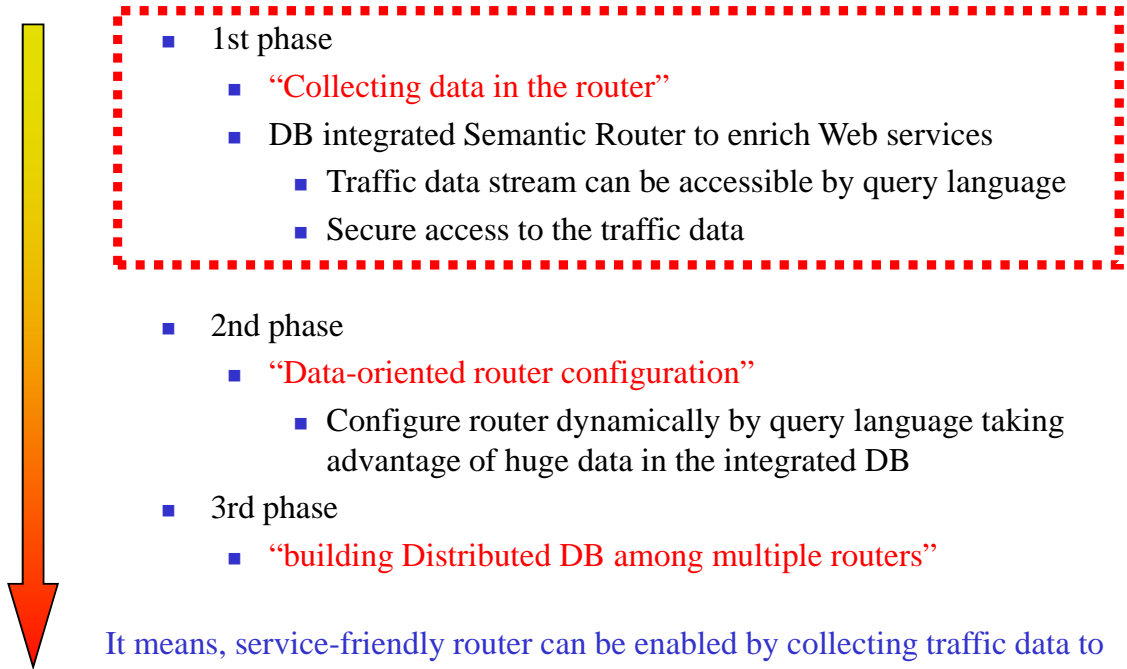 1st phase
“Collecting data in the router”
DB integrated Semantic Router to enrich Web services
Traffic data stream can be accessible by query language
Secure access to the traffic data
2nd phase
“Data-oriented router configuration”
Configure router dynamically by query language taking
advantage of huge data in the integrated DB
3rd phase
“building Distributed DB among multiple routers”
It means, service-friendly router can be enabled by collecting traffic data to